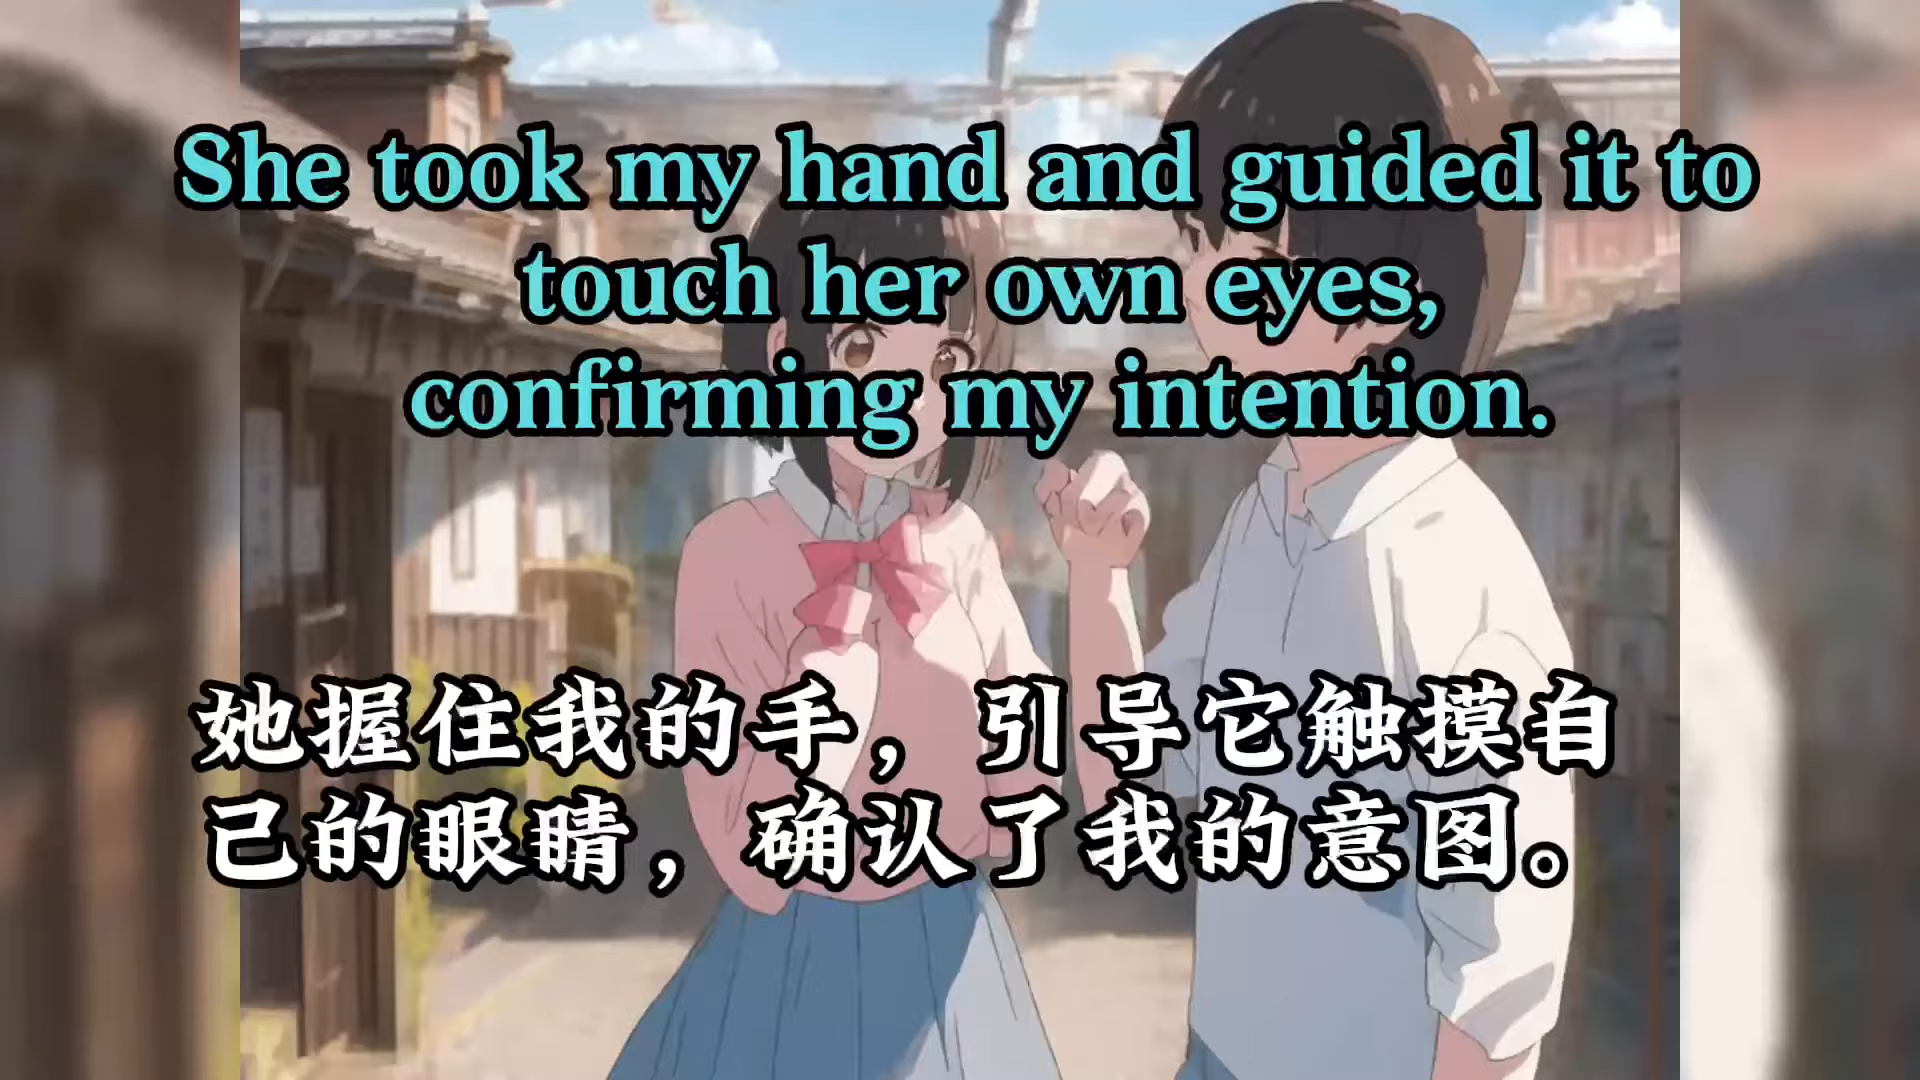 She took my hand and guided it to
touch her own eyes,
confirming my intention.
她握住我的手，引导它触摸自
己的眼睛，确认了我的意图。